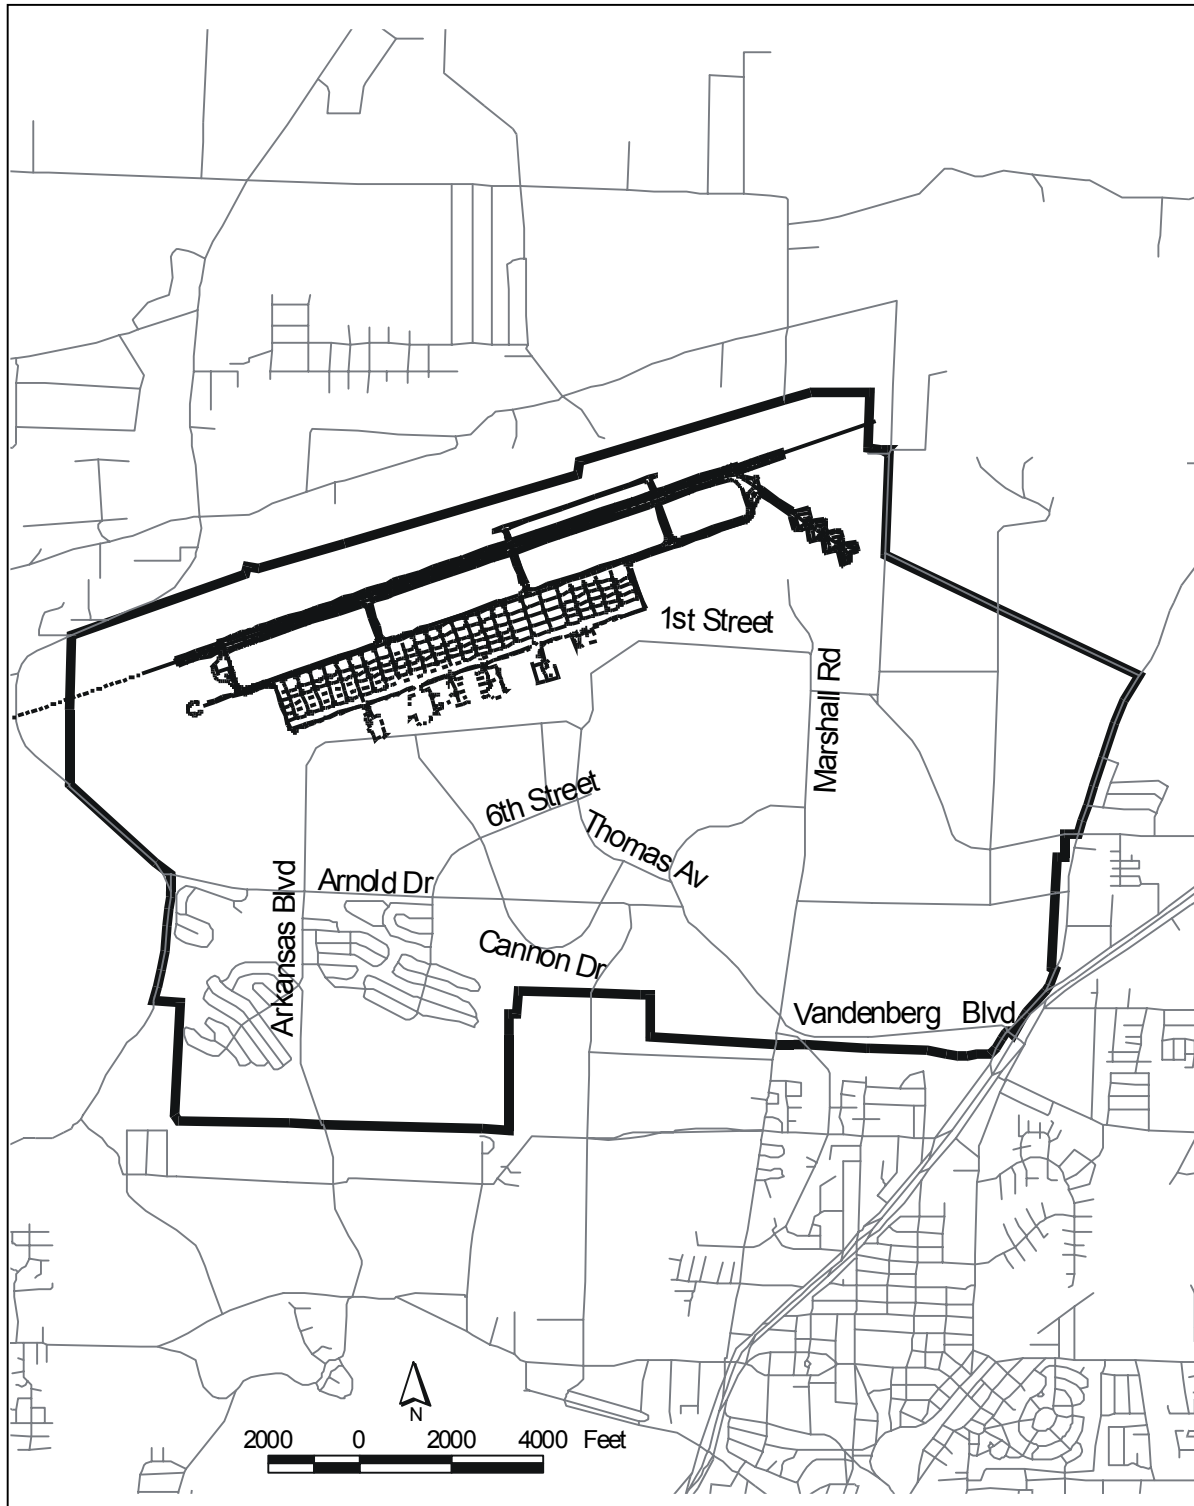 1st Street
Marshall Rd
6th Street
Thomas Av
Arnold Dr
Arkansas Blvd
Cannon Dr
Vandenberg Blvd
N
2000 0 2000 4000 Feet